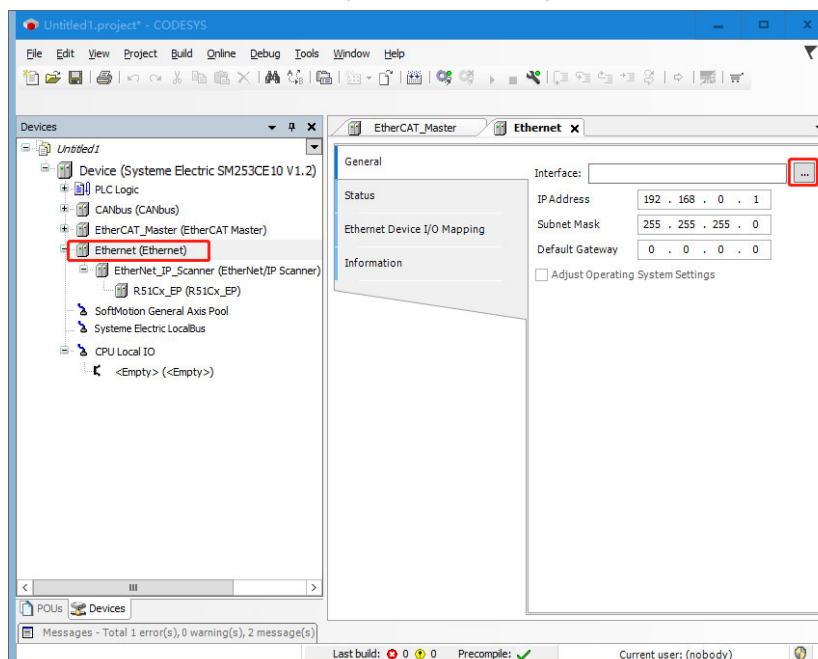 Untitled1.project* - CODESYS
File Edit View Project Build Online Debug Tools Window Help
Devices
EtherCAT_Master Ethernet
Untitled1
Device (Systeme Electric SM253CE10 V1.2)
PLC Logic
CANbus (CANbus)
EtherCAT_Master (EtherCAT Master)
Ethernet (Ethernet)
EtherNet_IP_Scanner (EtherNet/IP Scanner)
R51Cx_EP (R51Cx_EP)
SoftMotion General Axis Pool
Systeme Electric LocalBus
CPU Local IO
<Empty> (<Empty>)
General
Status
Ethernet Device I/O Mapping
Information
Interface: ...
IP Address 192 . 168 . 0 . 1
Subnet Mask 255 . 255 . 255 . 0
Default Gateway 0 . 0 . 0 . 0
Adjust Operating System Settings
POUs Devices
Messages - Total 1 error(s), 0 warning(s), 2 message(s)
Last build: 0 0 Precompile: Current user: (nobody)